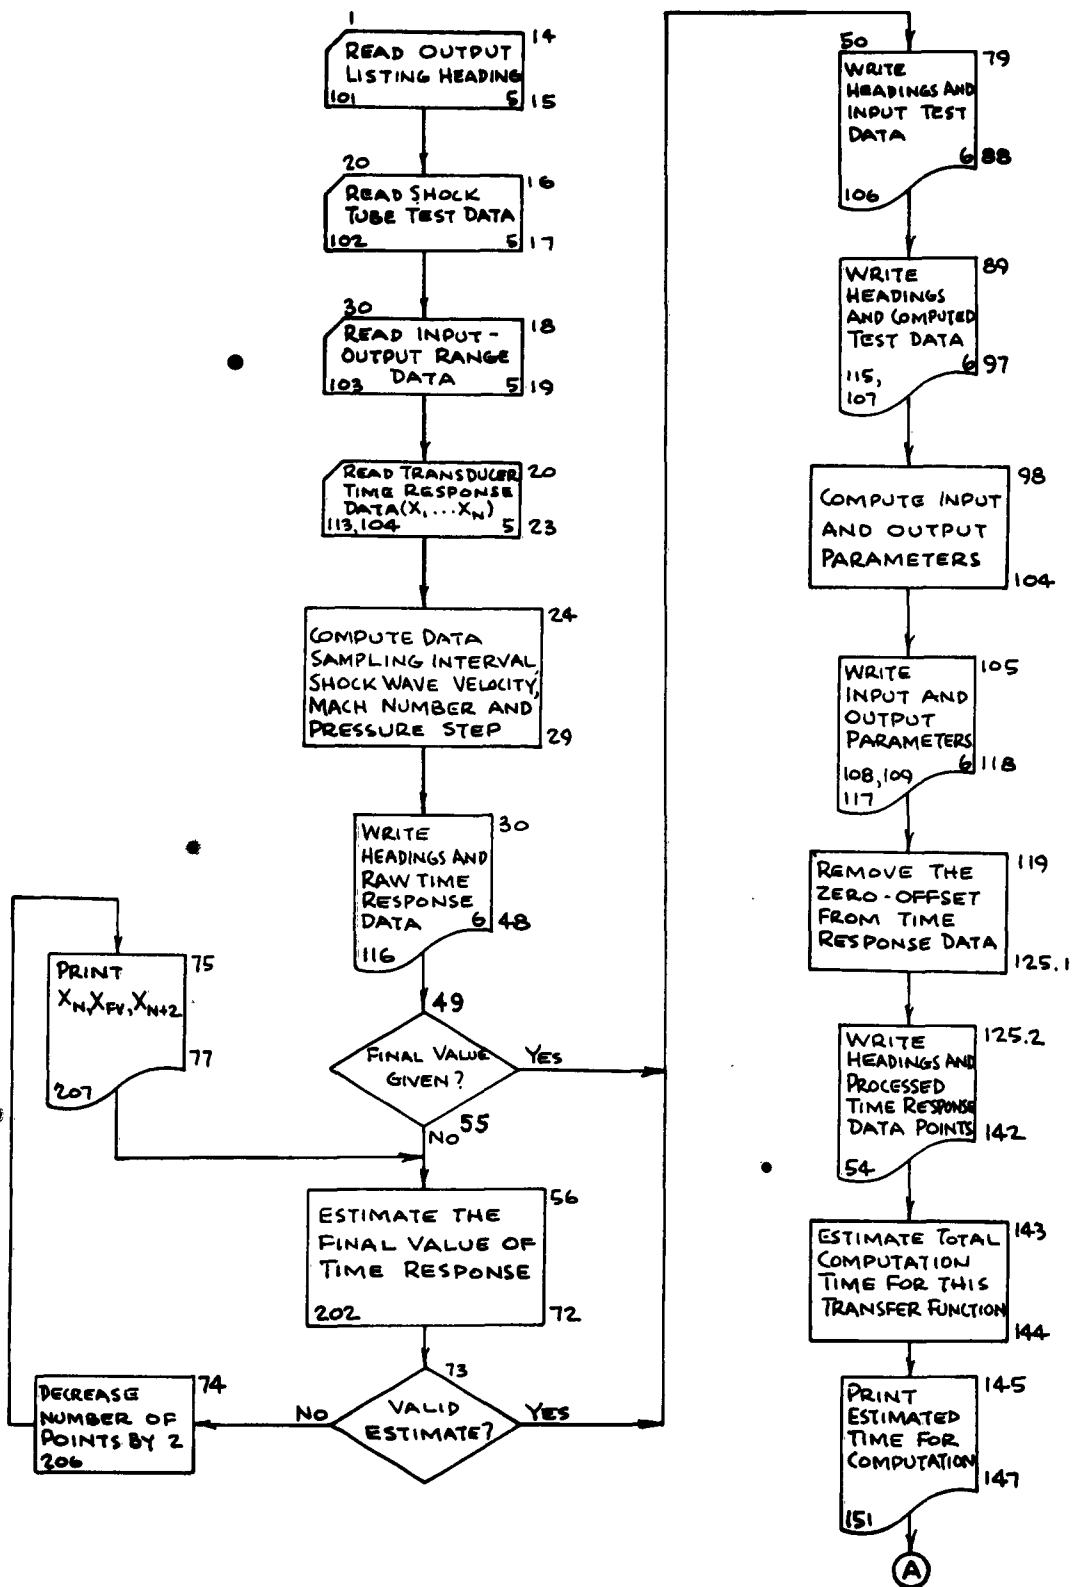 1
14
READ OUTPUT
LISTING HEADING
101 5 15
20
16
READ SHOCK
TUBE TEST DATA
102 5 17
30
18
READ INPUT-
OUTPUT RANGE
DATA
103 5 19
20
READ TRANSDUCER
TIME RESPONSE
DATA (X1...XN)
113,104 5 23
24
COMPUTE DATA
SAMPLING INTERVAL,
SHOCK WAVE VELOCITY,
MACH NUMBER AND
PRESSURE STEP
29
30
WRITE
HEADINGS AND
RAW TIME
RESPONSE
DATA
6 48
116
49
FINAL VALUE
GIVEN?
YES
NO 55
75
PRINT
XN, XFV, XN+2
77
207
56
ESTIMATE THE
FINAL VALUE OF
TIME RESPONSE
202 72
73
VALID
ESTIMATE?
YES
NO
74
DECREASE
NUMBER OF
POINTS BY 2
206
50
79
WRITE
HEADINGS AND
INPUT TEST
DATA
6 88
106
89
WRITE
HEADINGS
AND COMPUTED
TEST DATA
6 97
115,
107
98
COMPUTE INPUT
AND OUTPUT
PARAMETERS
104
105
WRITE
INPUT AND
OUTPUT
PARAMETERS
6 118
108,109
117
119
REMOVE THE
ZERO-OFFSET
FROM TIME
RESPONSE DATA
125.1
125.2
WRITE
HEADINGS AND
PROCESSED
TIME RESPONSE
DATA POINTS
142
54
143
ESTIMATE TOTAL
COMPUTATION
TIME FOR THIS
TRANSFER FUNCTION
144
145
PRINT
ESTIMATED
TIME FOR
COMPUTATION
147
151
A